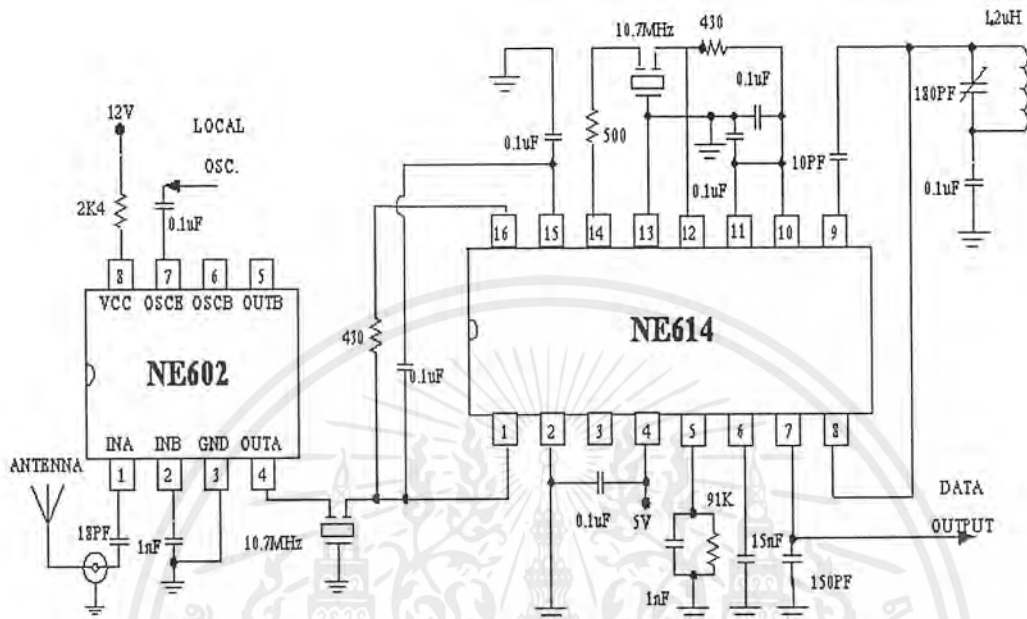 10.7MHz
430
1.2uH
12V
LOCAL
OSC.
0.1uF
500
0.1uF
180PF
2K4
0.1uF
0.1uF
10PF
0.1uF
16 15 14 13 12 11 10 9
8 7 6 5
VCC OSCE OSCB OUTB
NE602
430
0.1uF
NE614
INA INB GND OUTA
1 2 3 4
1 2 3 4 5 6 7 8
ANTENNA
18PF
1nF
10.7MHz
0.1uF
5V
91K
1nF
15nF
150PF
DATA
OUTPUT